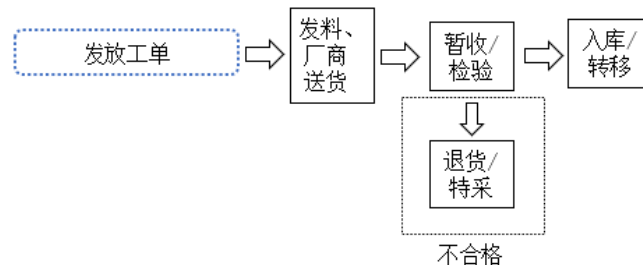 发放工单
发料、
厂商
送货
暂收/
检验
入库/
转移
退货/
特采
不合格